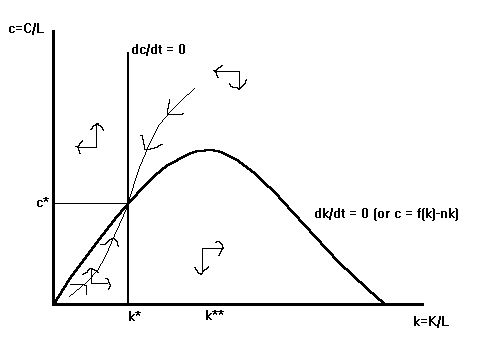 c=C/L
dc/dt = 0
c*
dk/dt = 0 (or c = f(k)-nk)
k*
k**
k=K/L